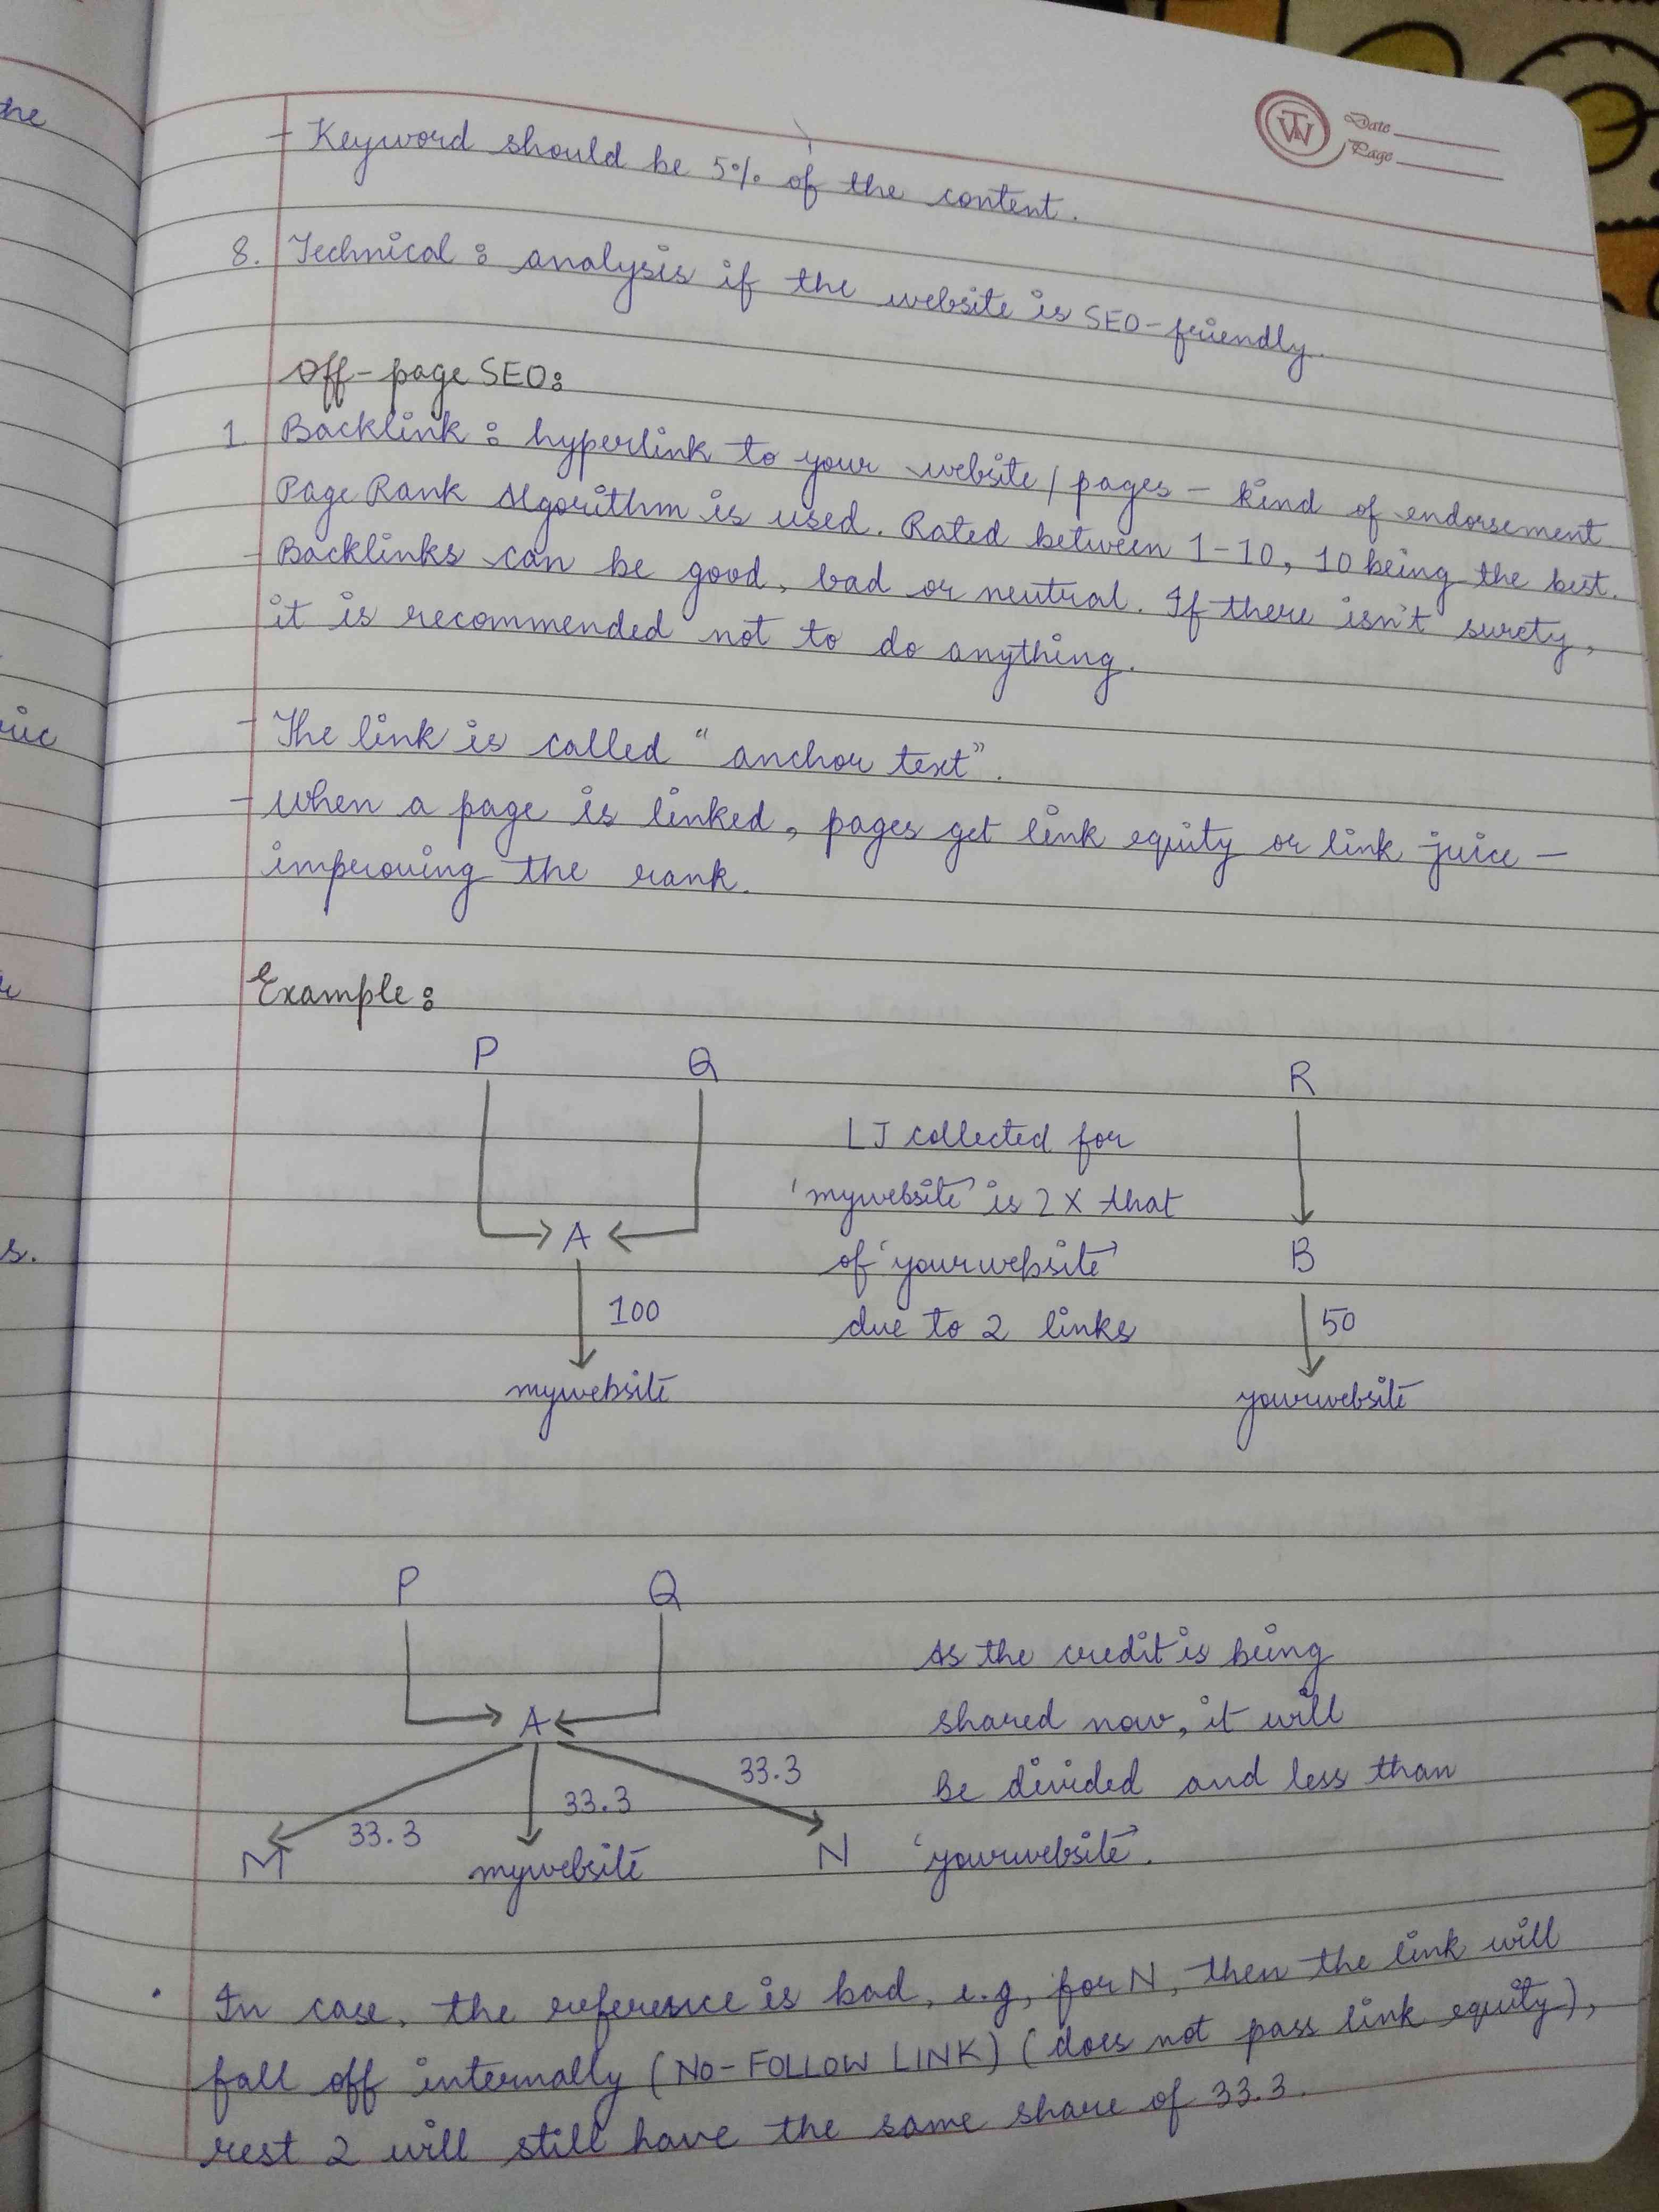 Date
Page
- Keyword should be 5% of the content.
8. Technical : analysis if the website is SEO-friendly.
Off-page SEO:
1. Backlink : hyperlink to your website / pages - kind of endorsement
Page Rank Algorithm is used. Rated between 1-10, 10 being the best.
- Backlinks can be good, bad or neutral. If there isn't surety,
it is recommended not to do anything.
- The link is called "anchor text".
- When a page is linked, pages get link equity or link juice -
improving the rank.
Example :
P Q R
LJ collected for
'mywebsite' is 2x that
A of 'yourwebsite' B
100 due to 2 links 50
mywebsite yourwebsite
P Q
As the credit is being
A shared now, it will
33.3 33.3 33.3 be divided and less than
M mywebsite N 'yourwebsite'.
• In case, the reference is bad, e.g, for N, then the link will
fall off internally (NO-FOLLOW LINK) (does not pass link equity),
rest 2 will still have the same share of 33.3.
he
s.